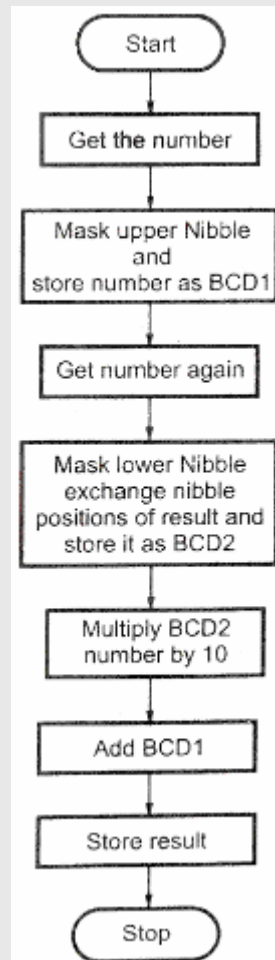 Start
Get the number
Mask upper Nibble
and
store number as BCD1
Get number again
Mask lower Nibble
exchange nibble
positions of result and
store it as BCD2
Multiply BCD2
number by 10
Add BCD1
Store result
Stop